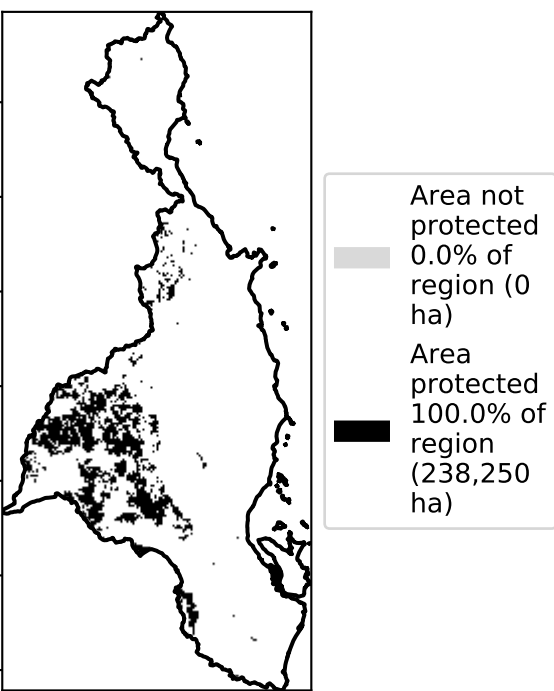 Area not
protected
0.0% of
region (0
ha)
Area
protected
100.0% of
region
(238,250
ha)